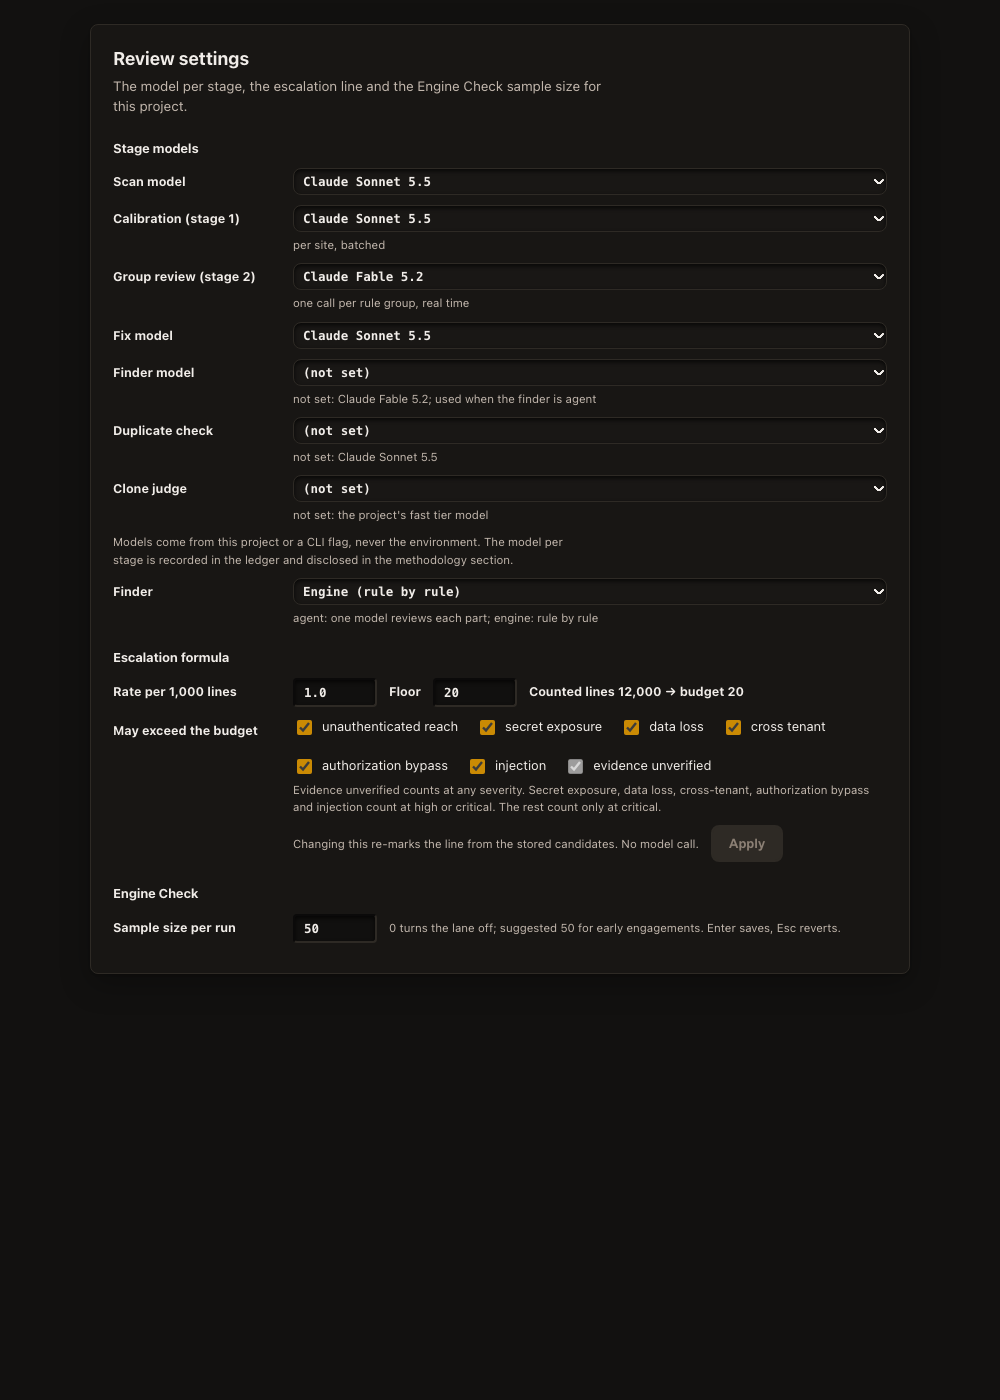 Review settings
The model per stage, the escalation line and the Engine Check sample size for
this project.
Stage models
Scan model
Claude Sonnet 5.5
Calibration (stage 1)
Claude Sonnet 5.5
per site, batched
Group review (stage 2)
Claude Fable 5.2
one call per rule group, real time
Fix model
Claude Sonnet 5.5
Finder model
(not set)
not set: Claude Fable 5.2; used when the finder is agent
Duplicate check
(not set)
not set: Claude Sonnet 5.5
Clone judge
(not set)
not set: the project's fast tier model
Models come from this project or a CLI flag, never the environment. The model per
stage is recorded in the ledger and disclosed in the methodology section.
Finder
Engine (rule by rule)
agent: one model reviews each part; engine: rule by rule
Escalation formula
Rate per 1,000 lines 1.0 Floor 20 Counted lines 12,000 → budget 20
May exceed the budget unauthenticated reach secret exposure data loss cross tenant
authorization bypass injection evidence unverified
Evidence unverified counts at any severity. Secret exposure, data loss, cross-tenant, authorization bypass
and injection count at high or critical. The rest count only at critical.
Changing this re-marks the line from the stored candidates. No model call. Apply
Engine Check
Sample size per run 50 0 turns the lane off; suggested 50 for early engagements. Enter saves, Esc reverts.